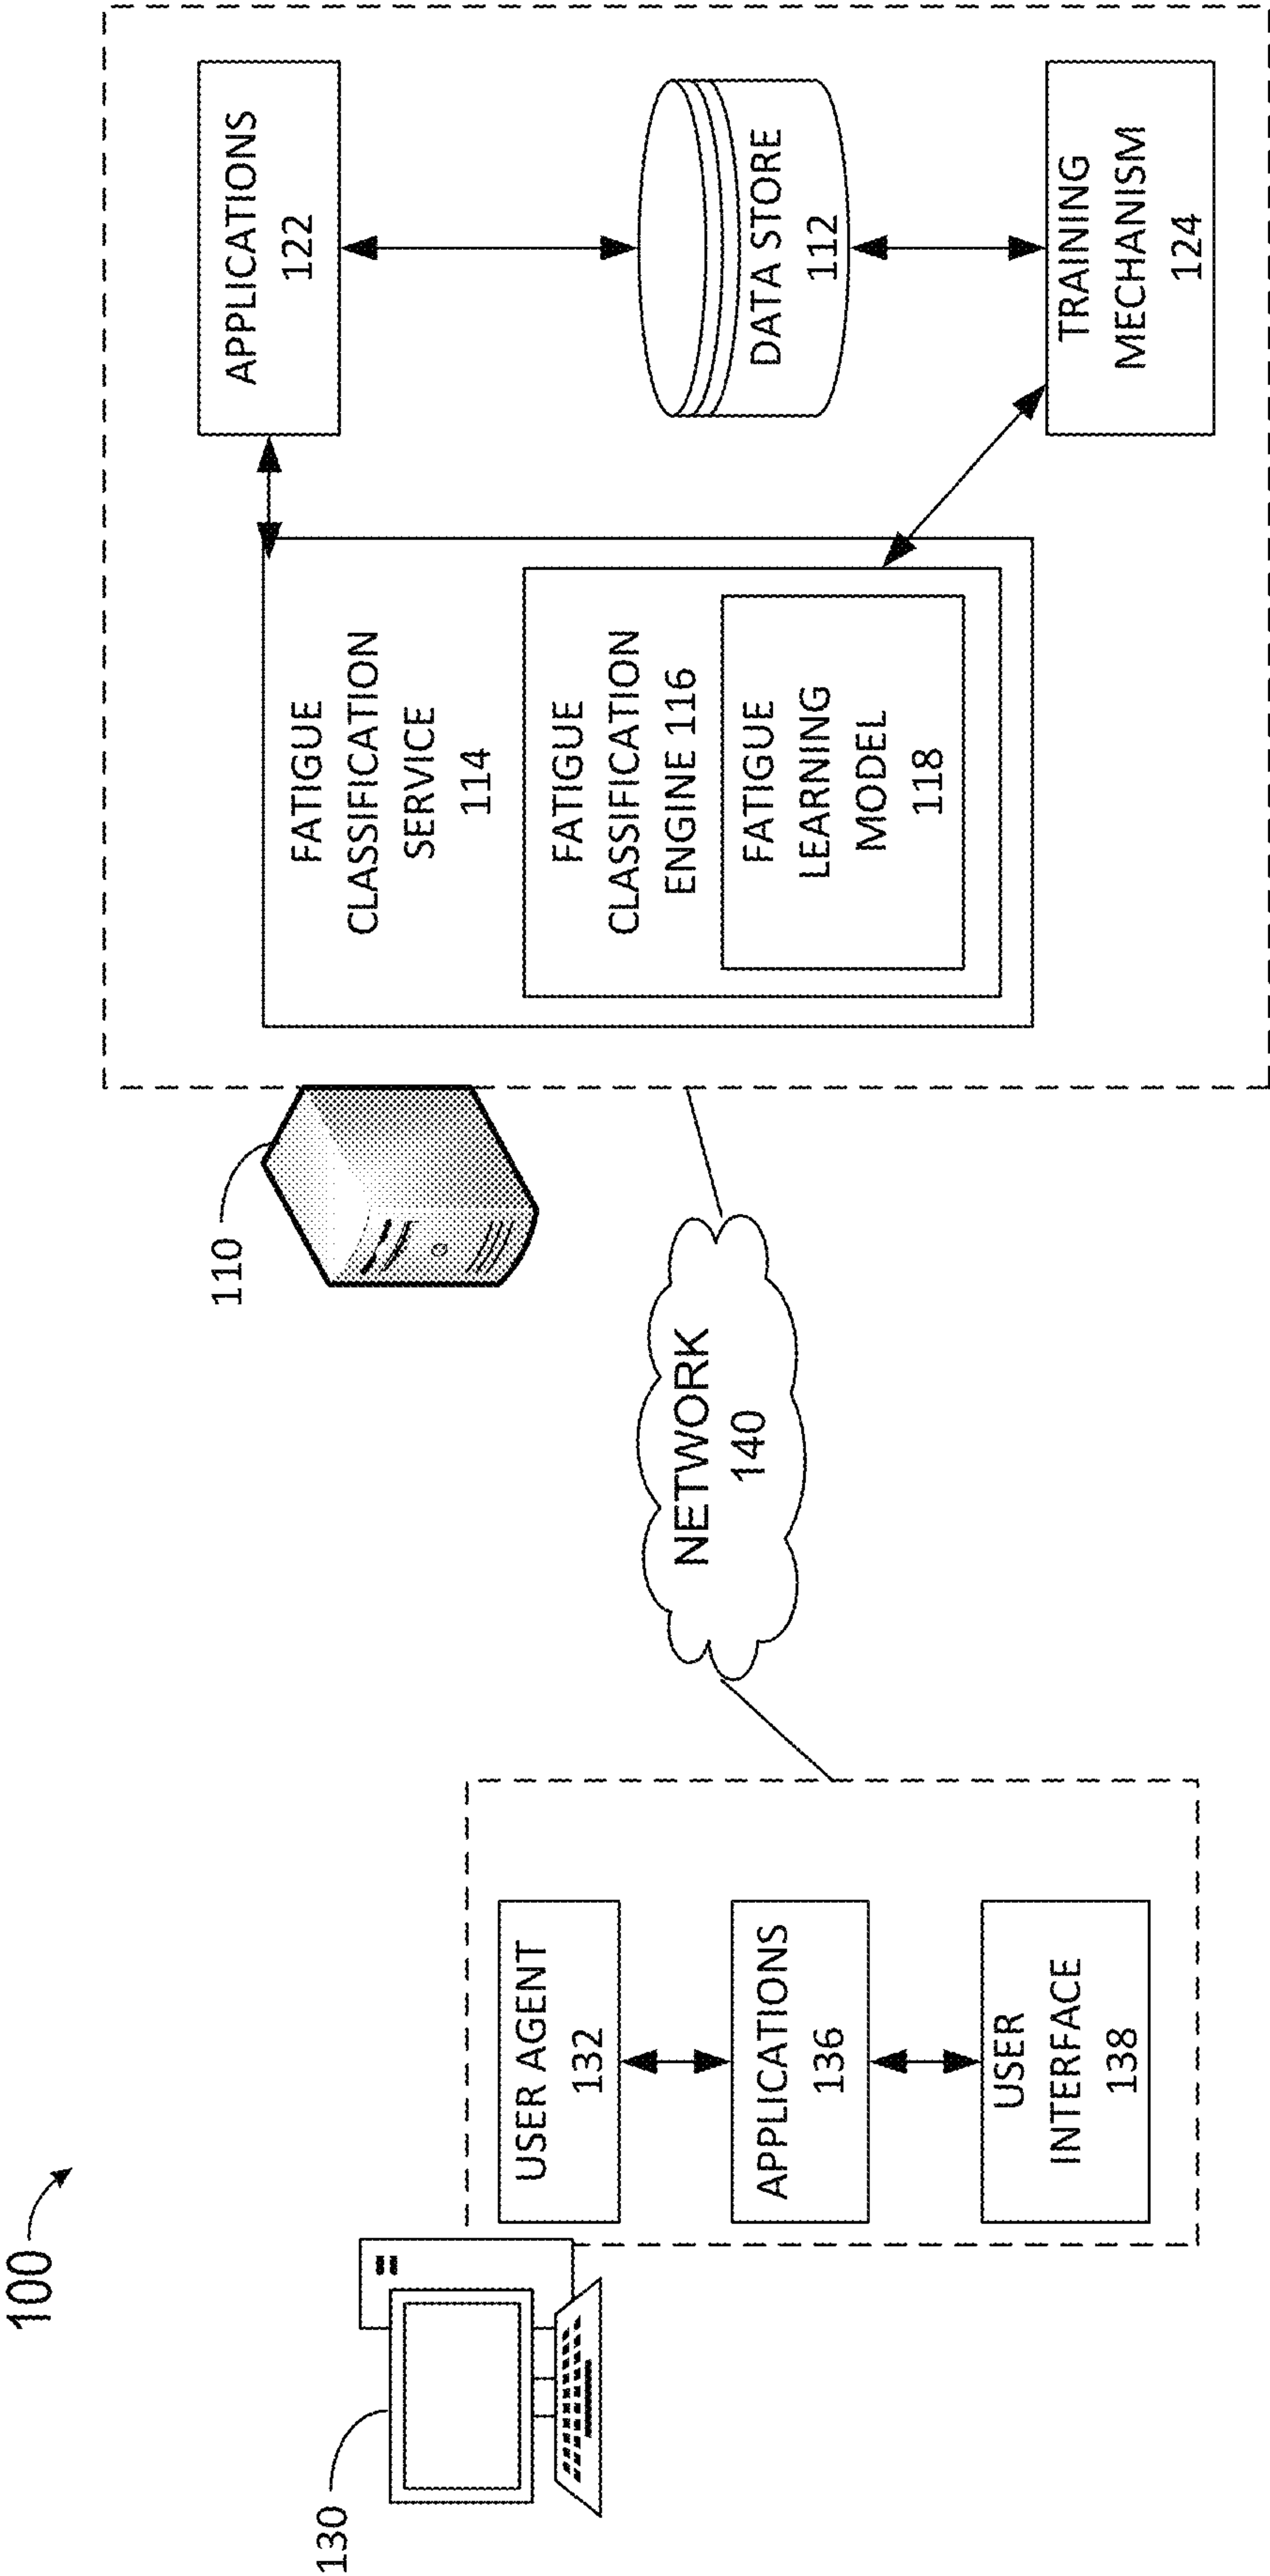 100
130
USER AGENT
132
APPLICATIONS
136
USER
INTERFACE
138
NETWORK
140
110
FATIGUE
CLASSIFICATION
SERVICE
114
FATIGUE
CLASSIFICATION
ENGINE 116
FATIGUE
LEARNING
MODEL
118
APPLICATIONS
122
DATA STORE
112
TRAINING
MECHANISM
124